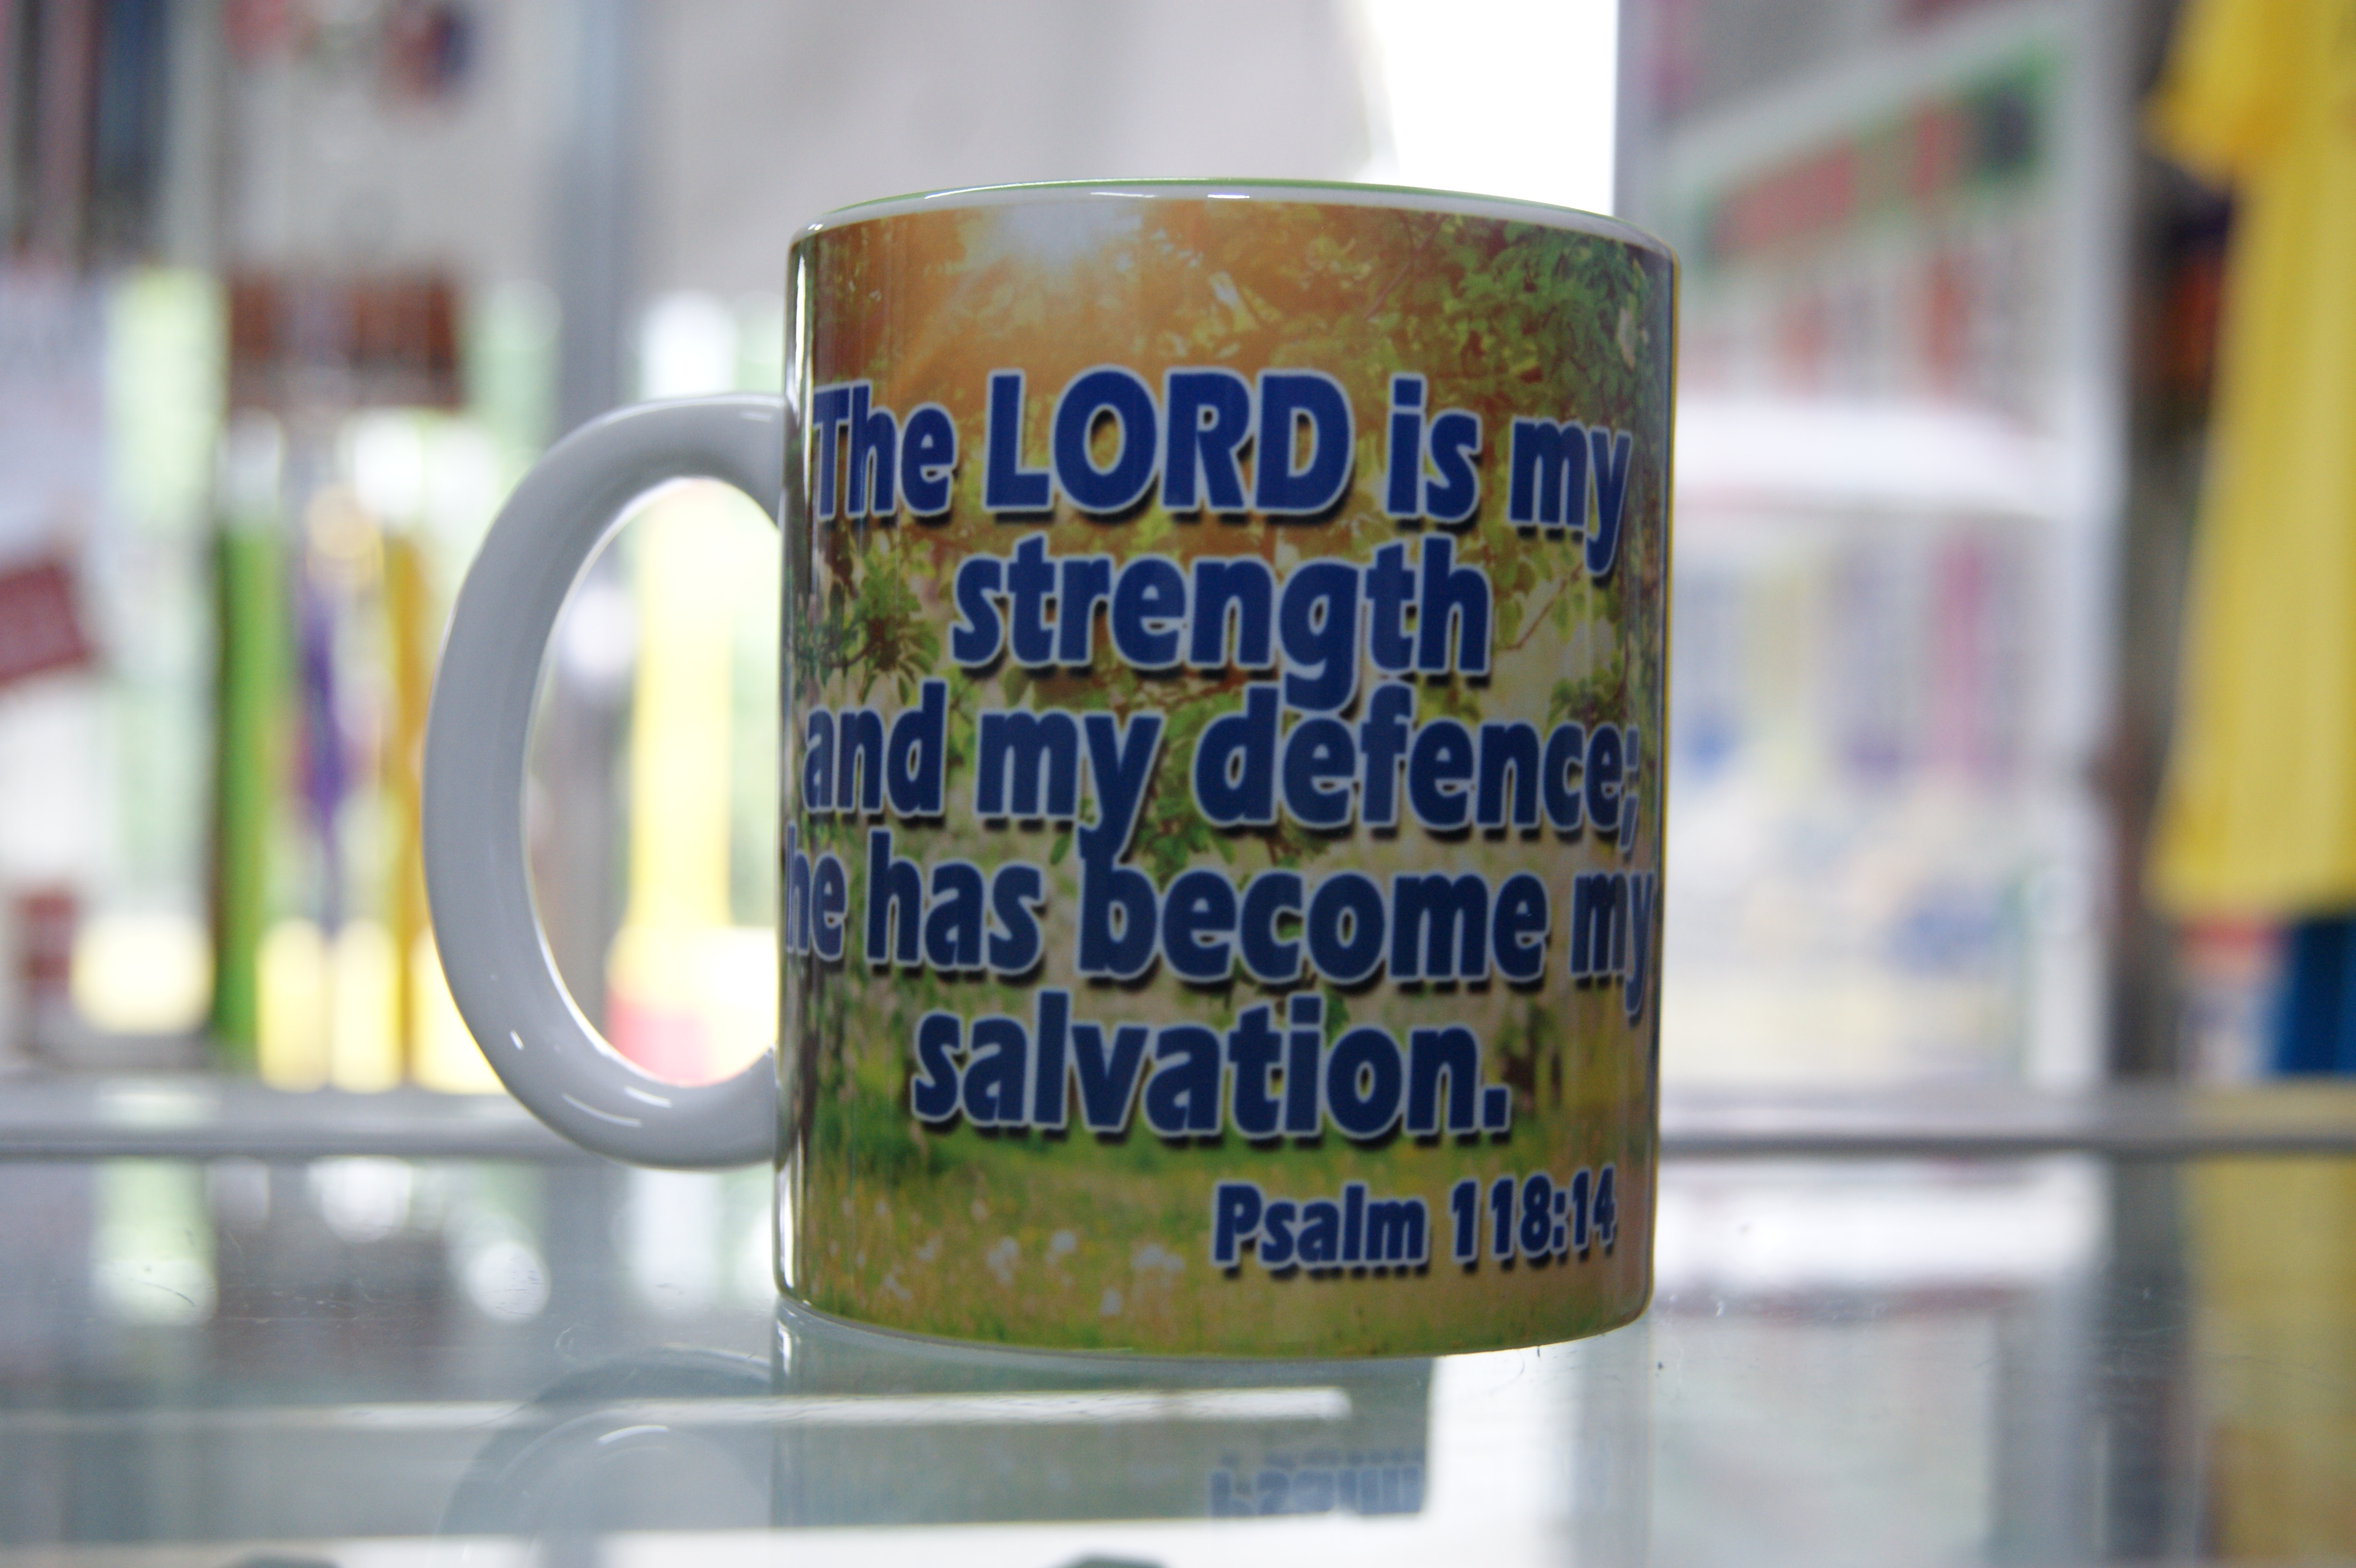 The LORD is my
strength
and my defence;
he has become my
salvation.
Psalm 118:14